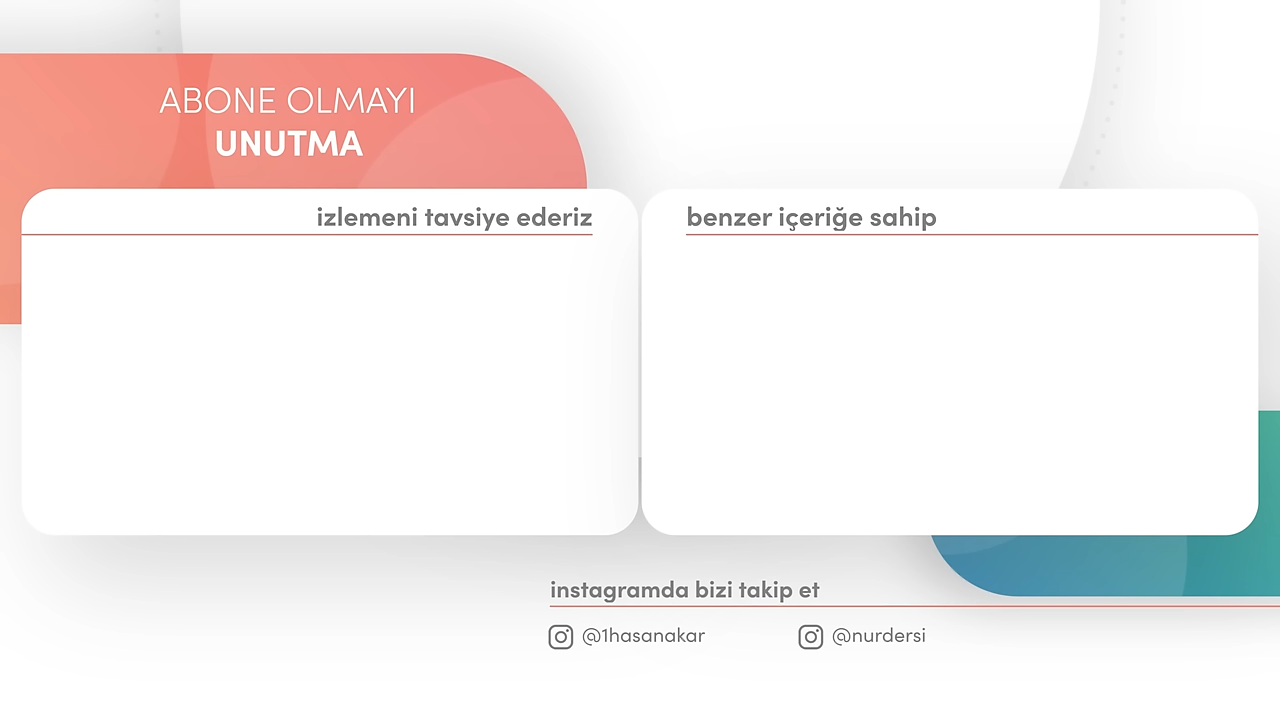 ABONE OLMAYI
UNUTMA
izlemeni tavsiye ederiz
benzer içeriğe sahip
instagramda bizi takip et
@1hasanakar
@nurdersi